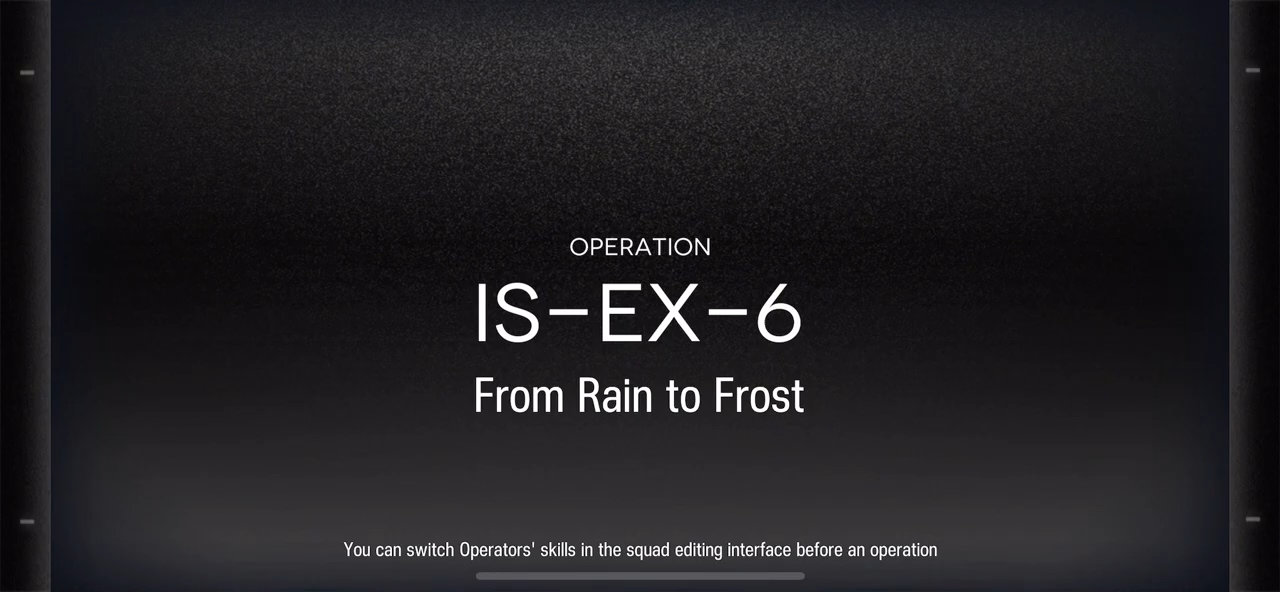 OPERATION
IS-EX-6
From Rain to Frost
You can switch Operators' skills in the squad editing interface before an operation